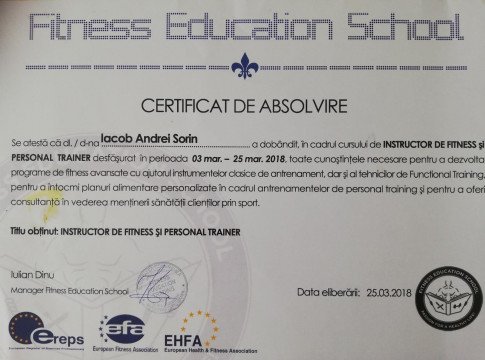 Fitness Education School
CERTIFICAT DE ABSOLVIRE
Se atestă că dl. / d-na Iacob Andrei Sorin a dobândit, în cadrul cursului de INSTRUCTOR DE FITNESS și
PERSONAL TRAINER desfășurat în perioada 03 mar. – 25 mar. 2018, toate cunoștințele necesare pentru a dezvolta
programe de fitness avansate cu ajutorul instrumentelor clasice de antrenament, dar și al tehnicilor de Functional Training,
pentru a întocmi planuri alimentare personalizate în cadrul antrenamentelor de personal training și pentru a oferi
consultanță în vederea menținerii sănătății clienților prin sport.
Titlu obținut: INSTRUCTOR DE FITNESS ȘI PERSONAL TRAINER
Iulian Dinu
Manager Fitness Education School
Data eliberării: 25.03.2018
FITNESS EDUCATION SCHOOL
ereps
efa
European Fitness Association
EHFA
European Health & Fitness Association